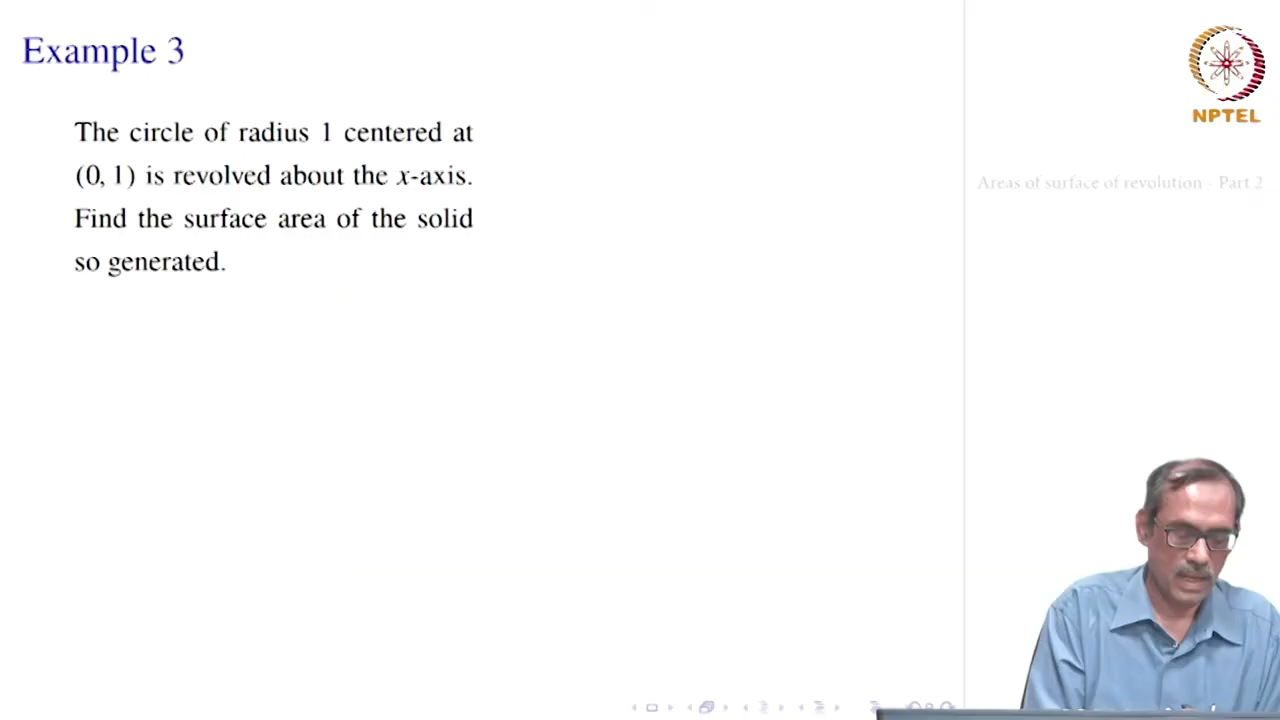 Example 3
The circle of radius 1 centered at
(0, 1) is revolved about the x-axis.
Find the surface area of the solid
so generated.
NPTEL
Areas of surface of revolution - Part 2